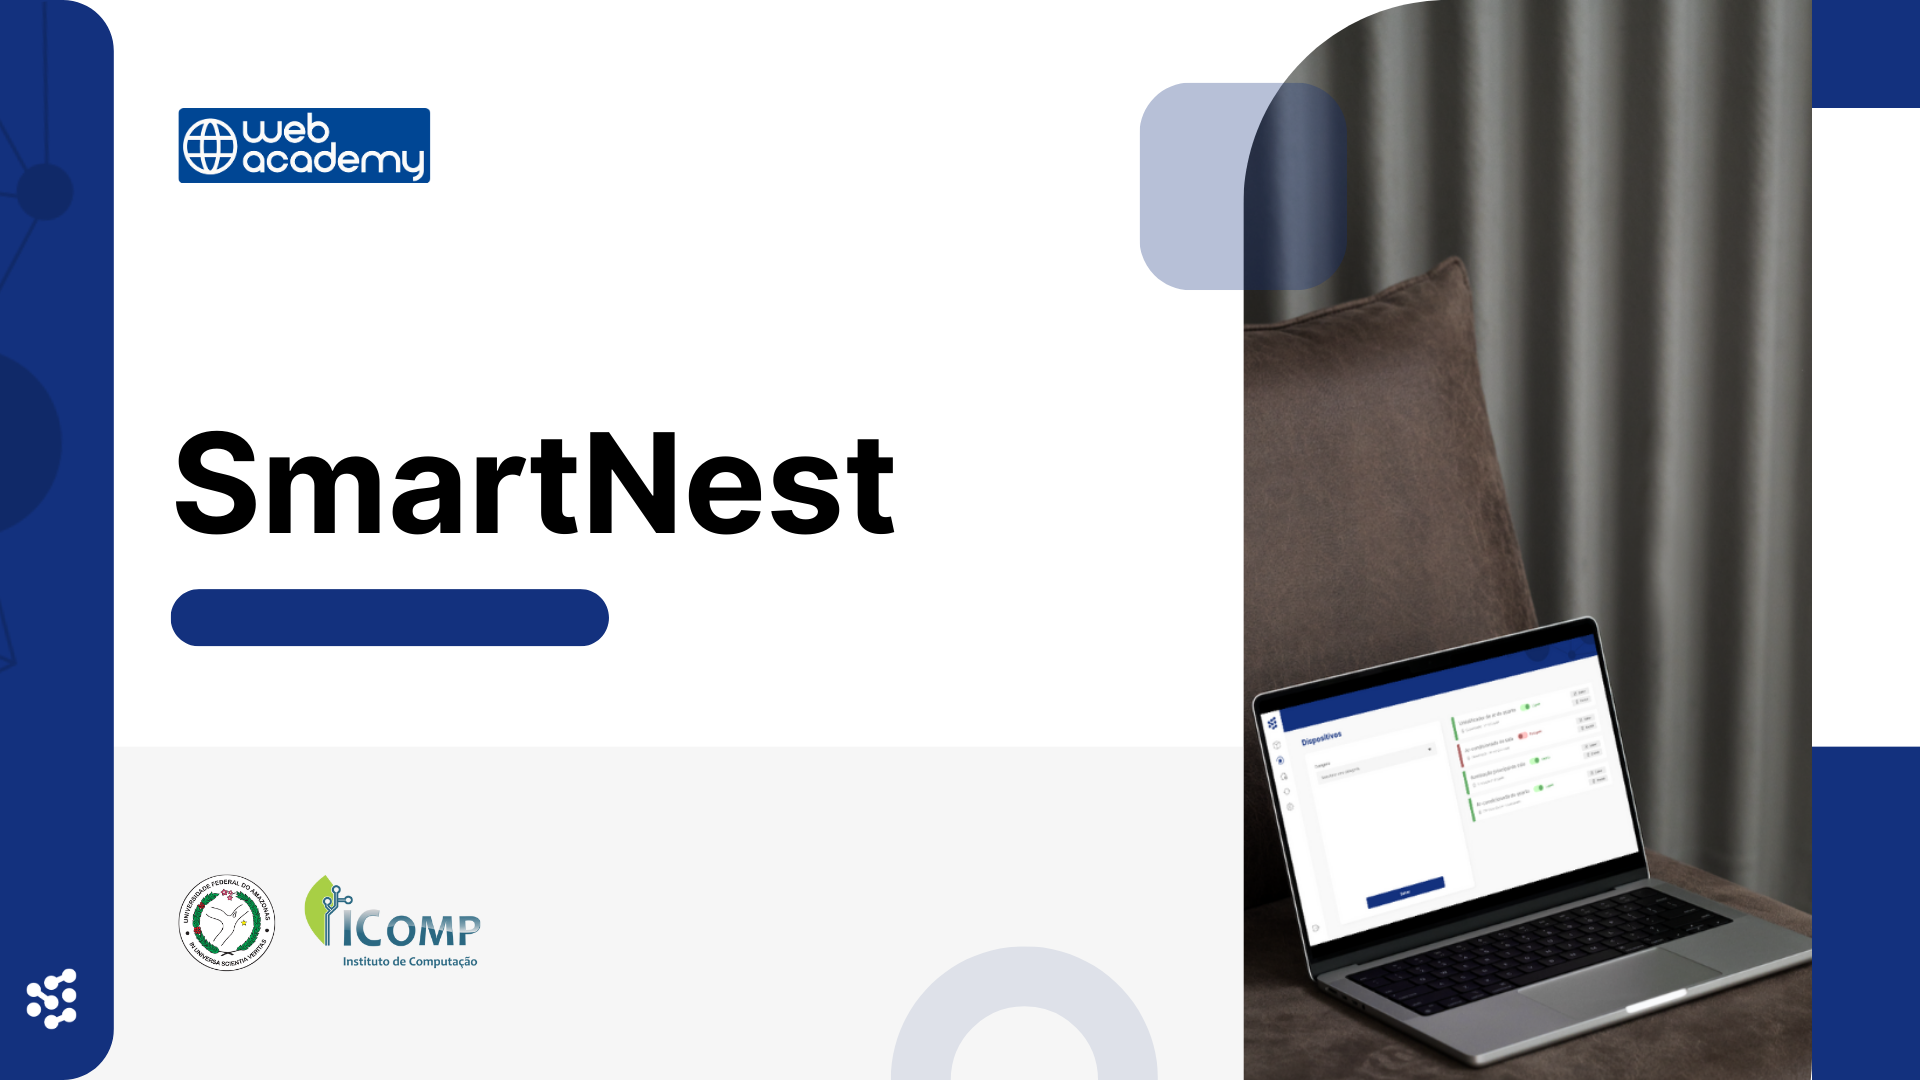 web
academy
SmartNest
Dispositivos
UNIVERSIDADE FEDERAL DO AMAZONAS
IN UNIVERSA SCIENTIA VERITAS
ICOMP
Instituto de Computação